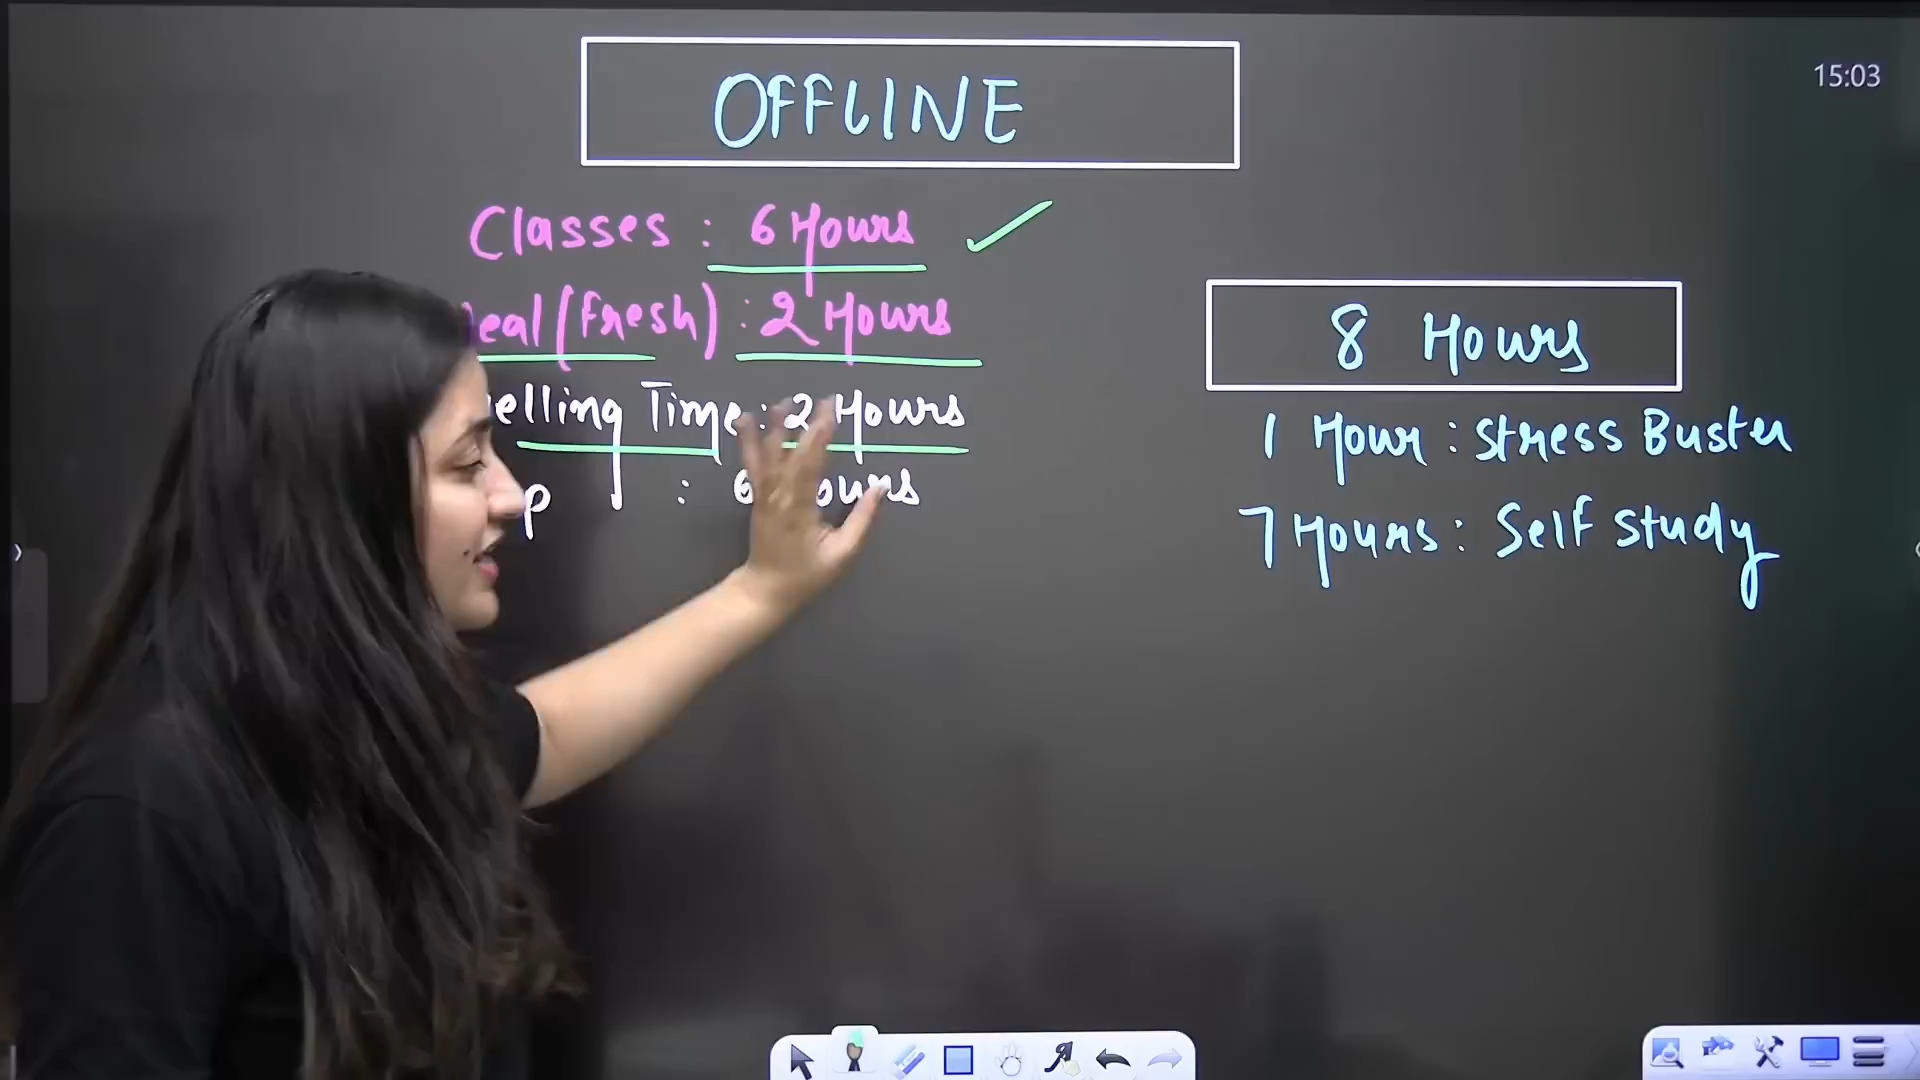 OFFLINE
15:03
Classes : 6 Hours
(fresh) : 2 Hours
Time : 2 Hours
:
8 Hours
1 Hour : Stress Buster
7 Hours : Self Study